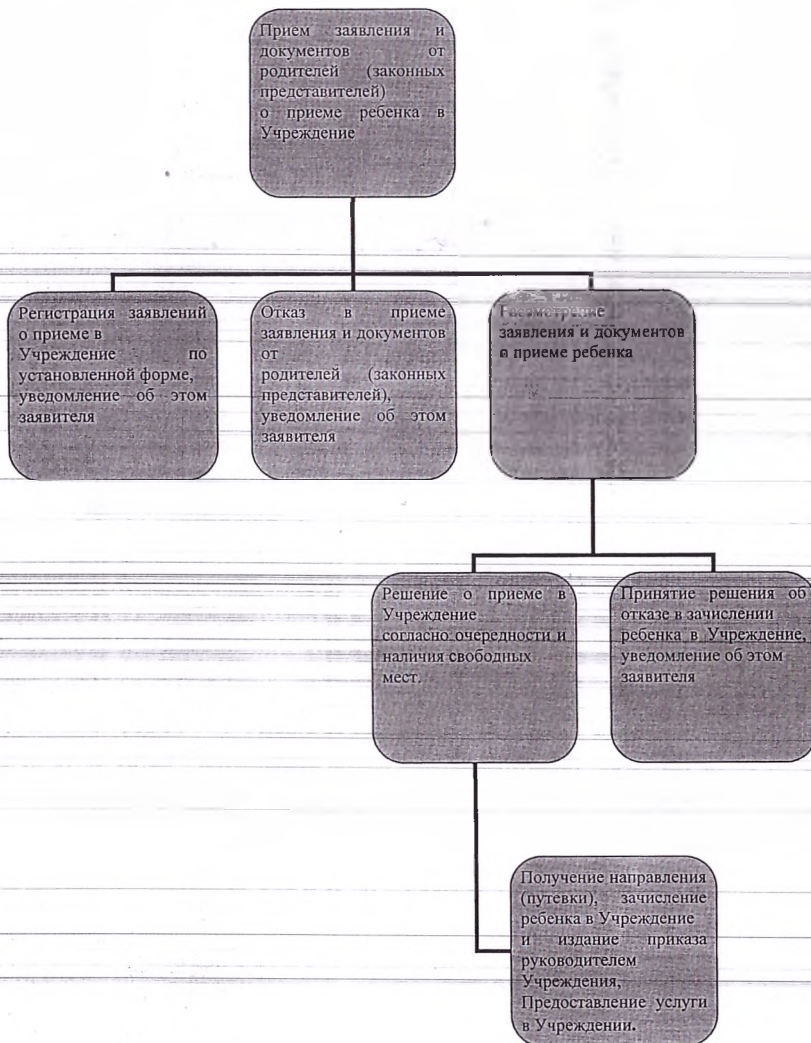 Прием заявления и
документов от
родителей (законных
представителей)
о приеме ребенка в
Учреждение
Регистрация заявлений
о приеме в
Учреждение по
установленной форме,
уведомление об этом
заявителя
Отказ в приеме
заявления и документов
от
родителей (законных
представителей),
уведомление об этом
заявителя
Рассмотрение
заявления и документов
о приеме ребенка
Решение о приеме в
Учреждение
согласно очередности и
наличия свободных
мест.
Принятие решения об
отказе в зачислении
ребенка в Учреждение,
уведомление об этом
заявителя
Получение направления
(путевки), зачисление
ребенка в Учреждение
и издание приказа
руководителем
Учреждения,
Предоставление услуги
в Учреждении.